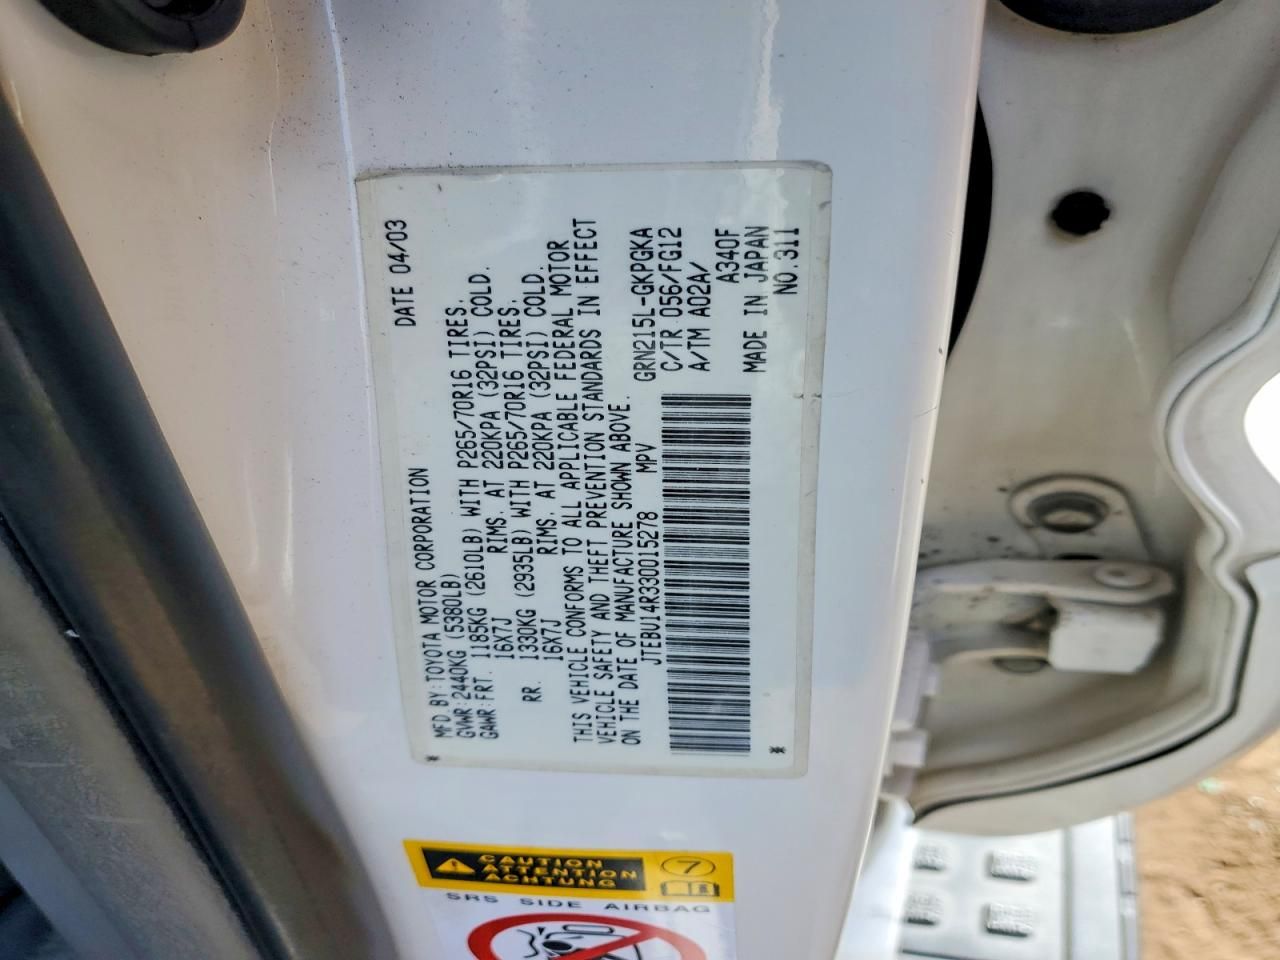 DATE 04/03
MFD BY:TOYOTA MOTOR CORPORATION
GVWR:2440KG (5380LB)
GAWR:FRT. 1185KG (2610LB) WITH P265/70R16 TIRES.
16X7J RIMS, AT 220KPA (32PSI) COLD.
RR. 1330KG (2935LB) WITH P265/70R16 TIRES.
16X7J RIMS, AT 220KPA (32PSI) COLD.
THIS VEHICLE CONFORMS TO ALL APPLICABLE FEDERAL MOTOR
VEHICLE SAFETY AND THEFT PREVENTION STANDARDS IN EFFECT
ON THE DATE OF MANUFACTURE SHOWN ABOVE.
JTEBU14R330015278 MPV
GRN215L-GKPGKA
C/TR 056/FG12
A/TM A02A/
A340F
MADE IN JAPAN
NO.311
CAUTION
ATTENTION
ACHTUNG
7
SRS SIDE AIRBAG